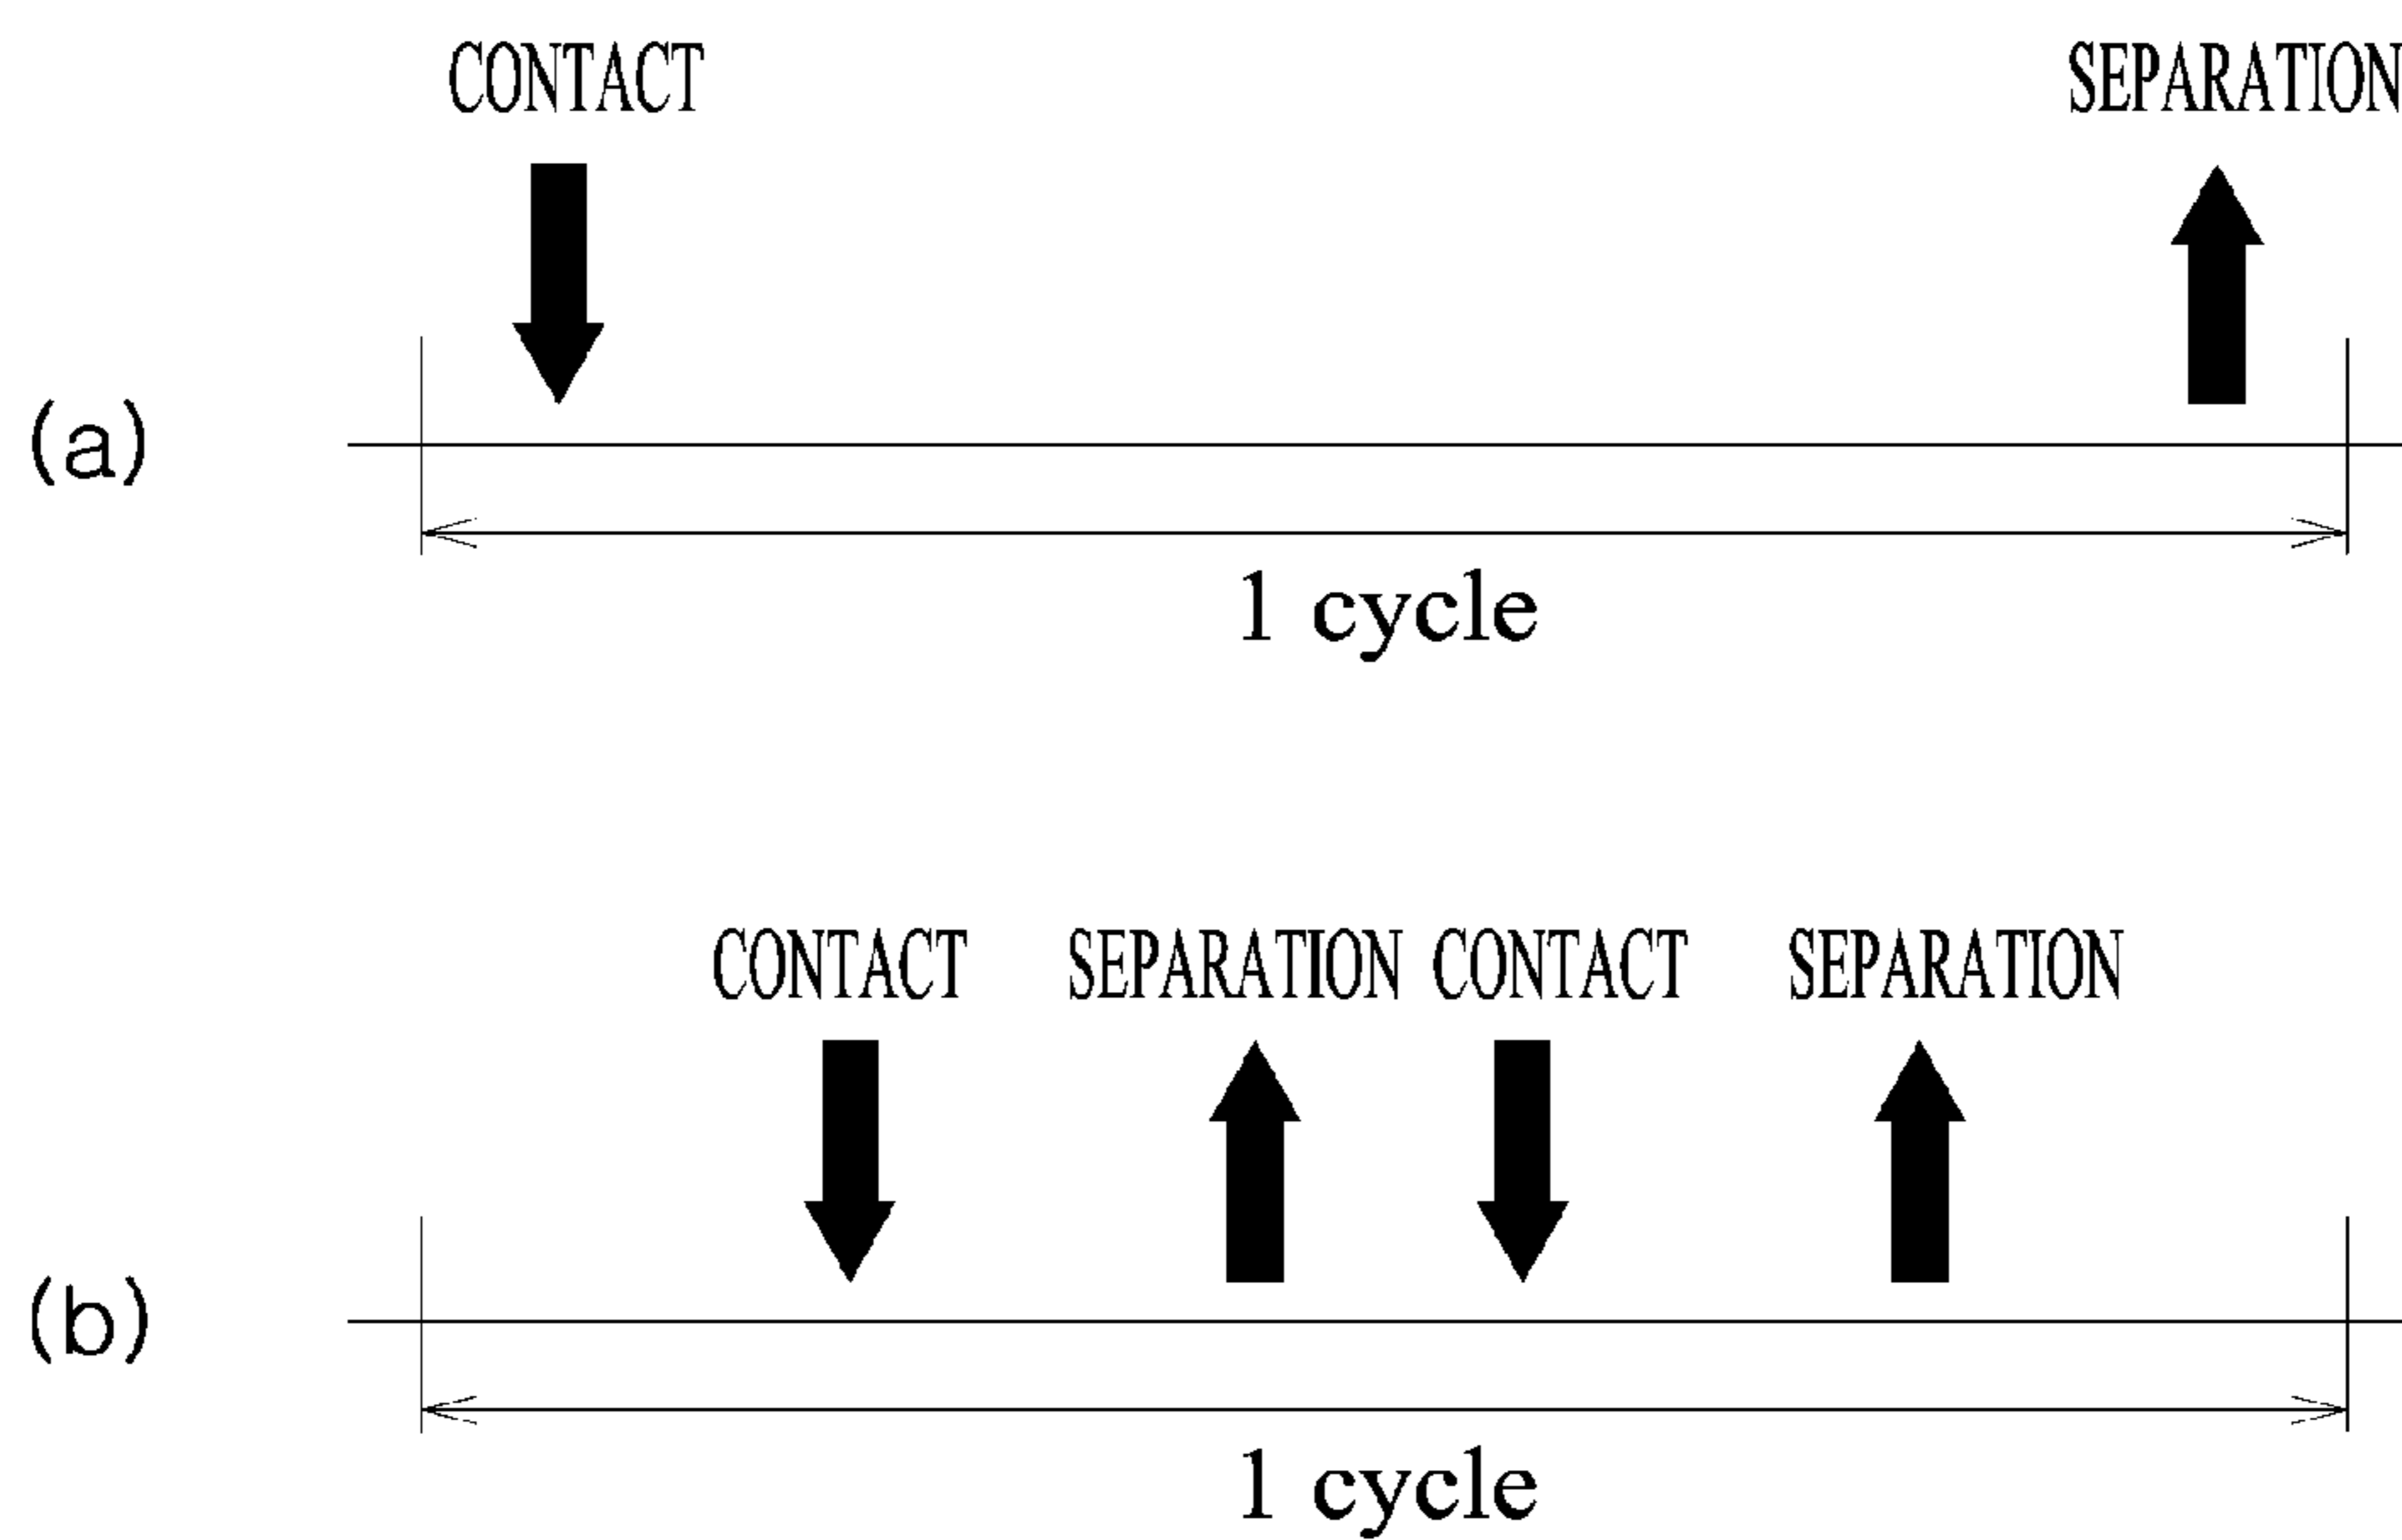 CONTACT SEPARATION
(a)
1 cycle
CONTACT SEPARATION CONTACT SEPARATION
(b)
1 cycle